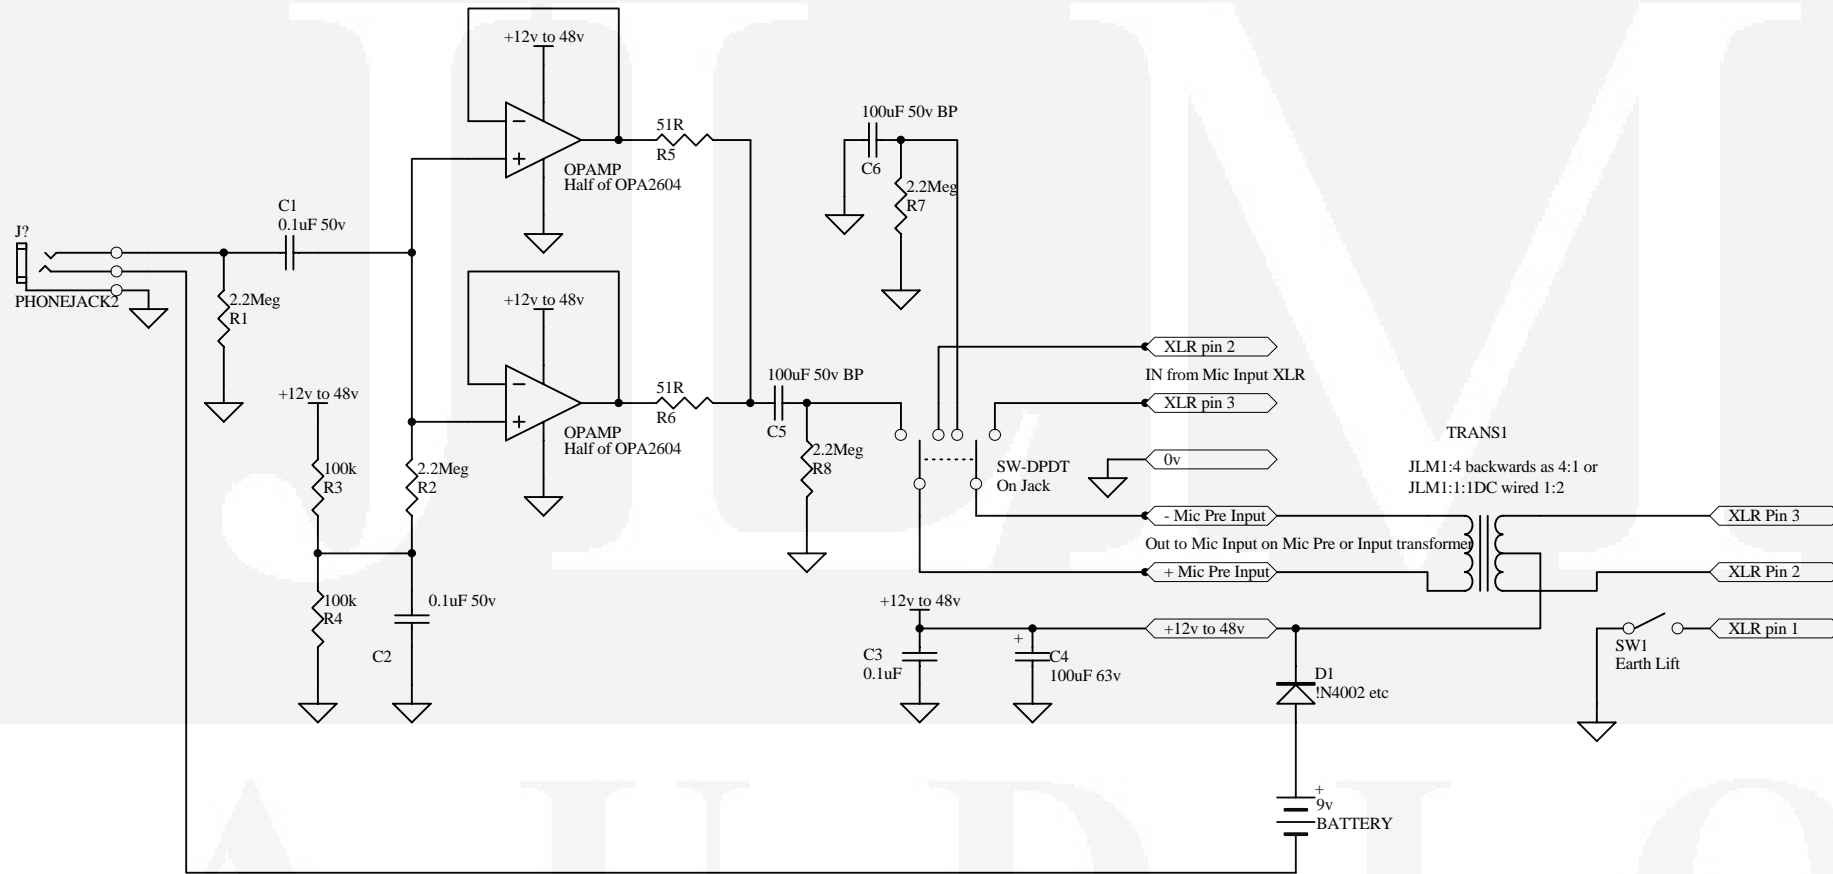 +12v to 48v
OPAMP
Half of OPA2604
51R
R5
100uF 50v BP
C6
2.2Meg
R7
C1
0.1uF 50v
J?
PHONEJACK2
2.2Meg
R1
+12v to 48v
OPAMP
Half of OPA2604
51R
R6
100uF 50v BP
C5
2.2Meg
R8
+12v to 48v
100k
R3
2.2Meg
R2
100k
R4
0.1uF 50v
C2
XLR pin 2
IN from Mic Input XLR
XLR pin 3
0v
SW-DPDT
On Jack
- Mic Pre Input
Out to Mic Input on Mic Pre or Input transformer
+ Mic Pre Input
TRANS1
JLM1:4 backwards as 4:1 or
JLM1:1:1DC wired 1:2
XLR Pin 3
XLR Pin 2
XLR pin 1
SW1
Earth Lift
+12v to 48v
+12v to 48v
C3
0.1uF
+
C4
100uF 63v
D1
!N4002 etc
+
9v
BATTERY
JLM
AUDIO